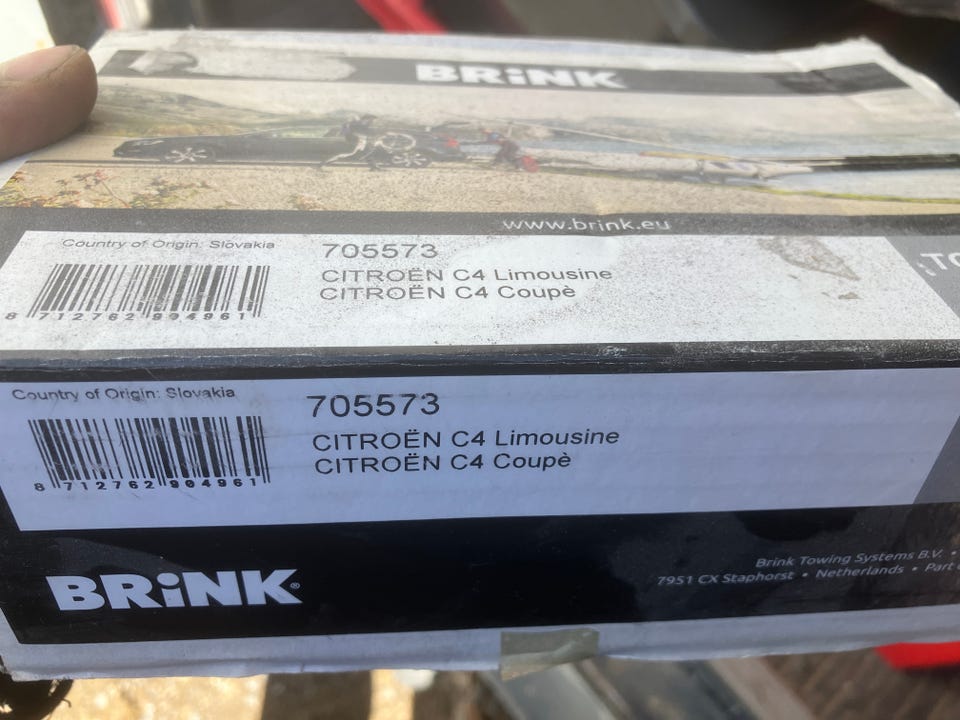 BRiNK
www.brink.eu
Country of Origin: Slovakia
705573
CITROËN C4 Limousine
CITROËN C4 Coupè
8 712762 904961
Country of Origin: Slovakia
705573
CITROËN C4 Limousine
CITROËN C4 Coupè
8 712762 904961
BRiNK®
Brink Towing Systems B.V. •
7951 CX Staphorst • Netherlands • Part